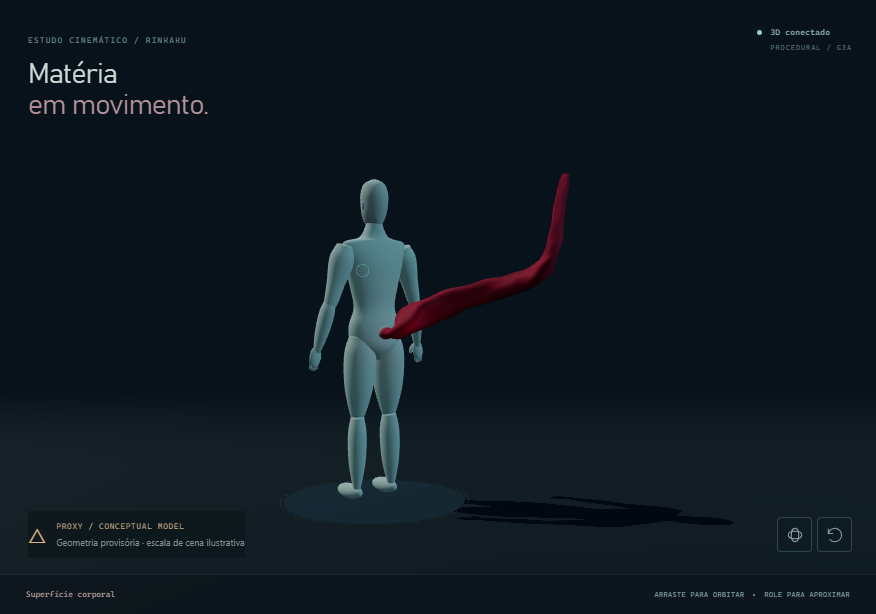 ESTUDO CINEMÁTICO / RINKAKU
Matéria
em movimento.
3D conectado
PROCEDURAL / G3A
PROXY / CONCEPTUAL MODEL
Geometria provisória · escala de cena ilustrativa
Superfície corporal
ARRASTE PARA ORBITAR • ROLE PARA APROXIMAR